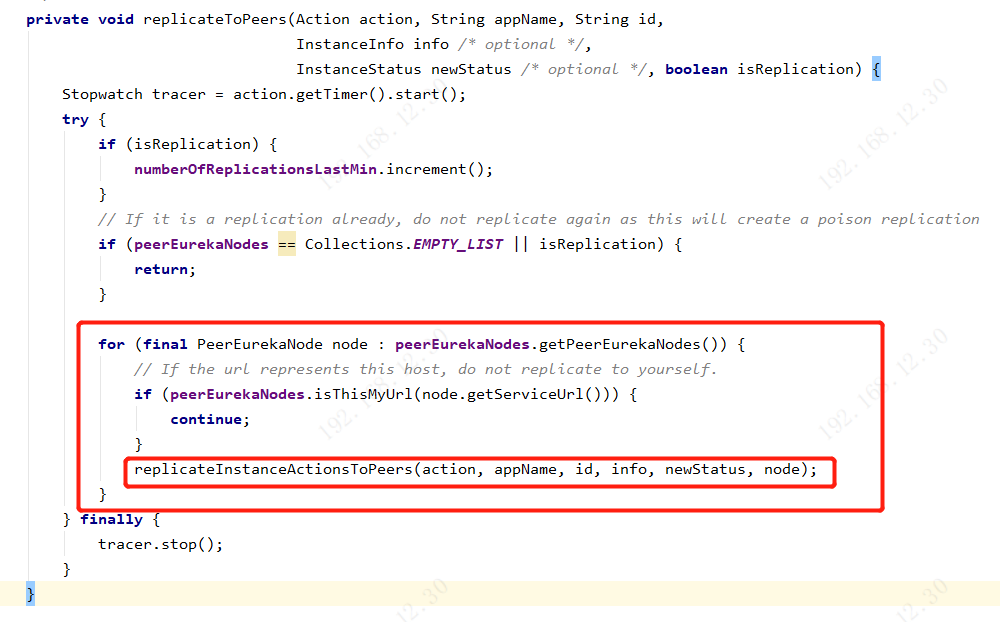 private void replicateToPeers(Action action, String appName, String id,
InstanceInfo info /* optional */,
InstanceStatus newStatus /* optional */, boolean isReplication) {
Stopwatch tracer = action.getTimer().start();
try {
if (isReplication) {
numberOfReplicationsLastMin.increment();
}
// If it is a replication already, do not replicate again as this will create a poison replication
if (peerEurekaNodes == Collections.EMPTY_LIST || isReplication) {
return;
}
for (final PeerEurekaNode node : peerEurekaNodes.getPeerEurekaNodes()) {
// If the url represents this host, do not replicate to yourself.
if (peerEurekaNodes.isThisMyUrl(node.getServiceUrl())) {
continue;
}
replicateInstanceActionsToPeers(action, appName, id, info, newStatus, node);
}
} finally {
tracer.stop();
}
}
192.168.12.30
192.168.12.30
192.168.12.30
192.168.12.30
12.30
12.30